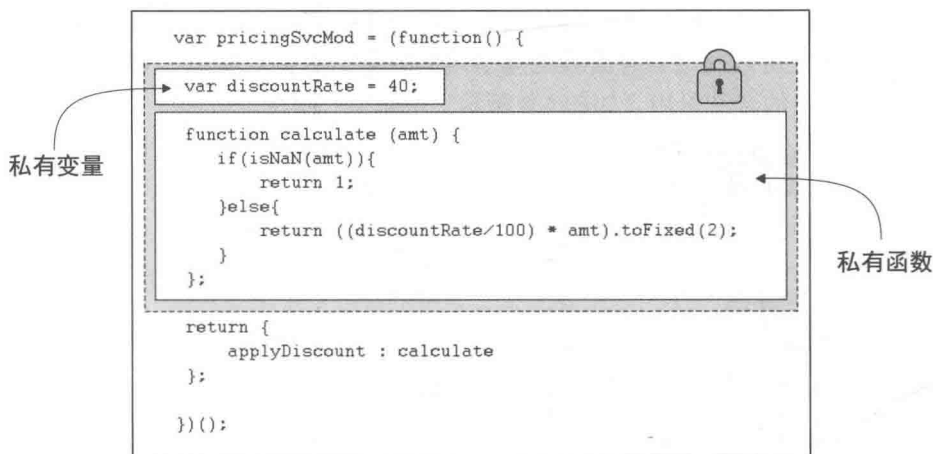 var pricingSvcMod = (function() {
var discountRate = 40;
function calculate (amt) {
if(isNaN(amt)){
return 1;
}else{
return ((discountRate/100) * amt).toFixed(2);
}
};
return {
applyDiscount : calculate
};
})();
私有变量
私有函数